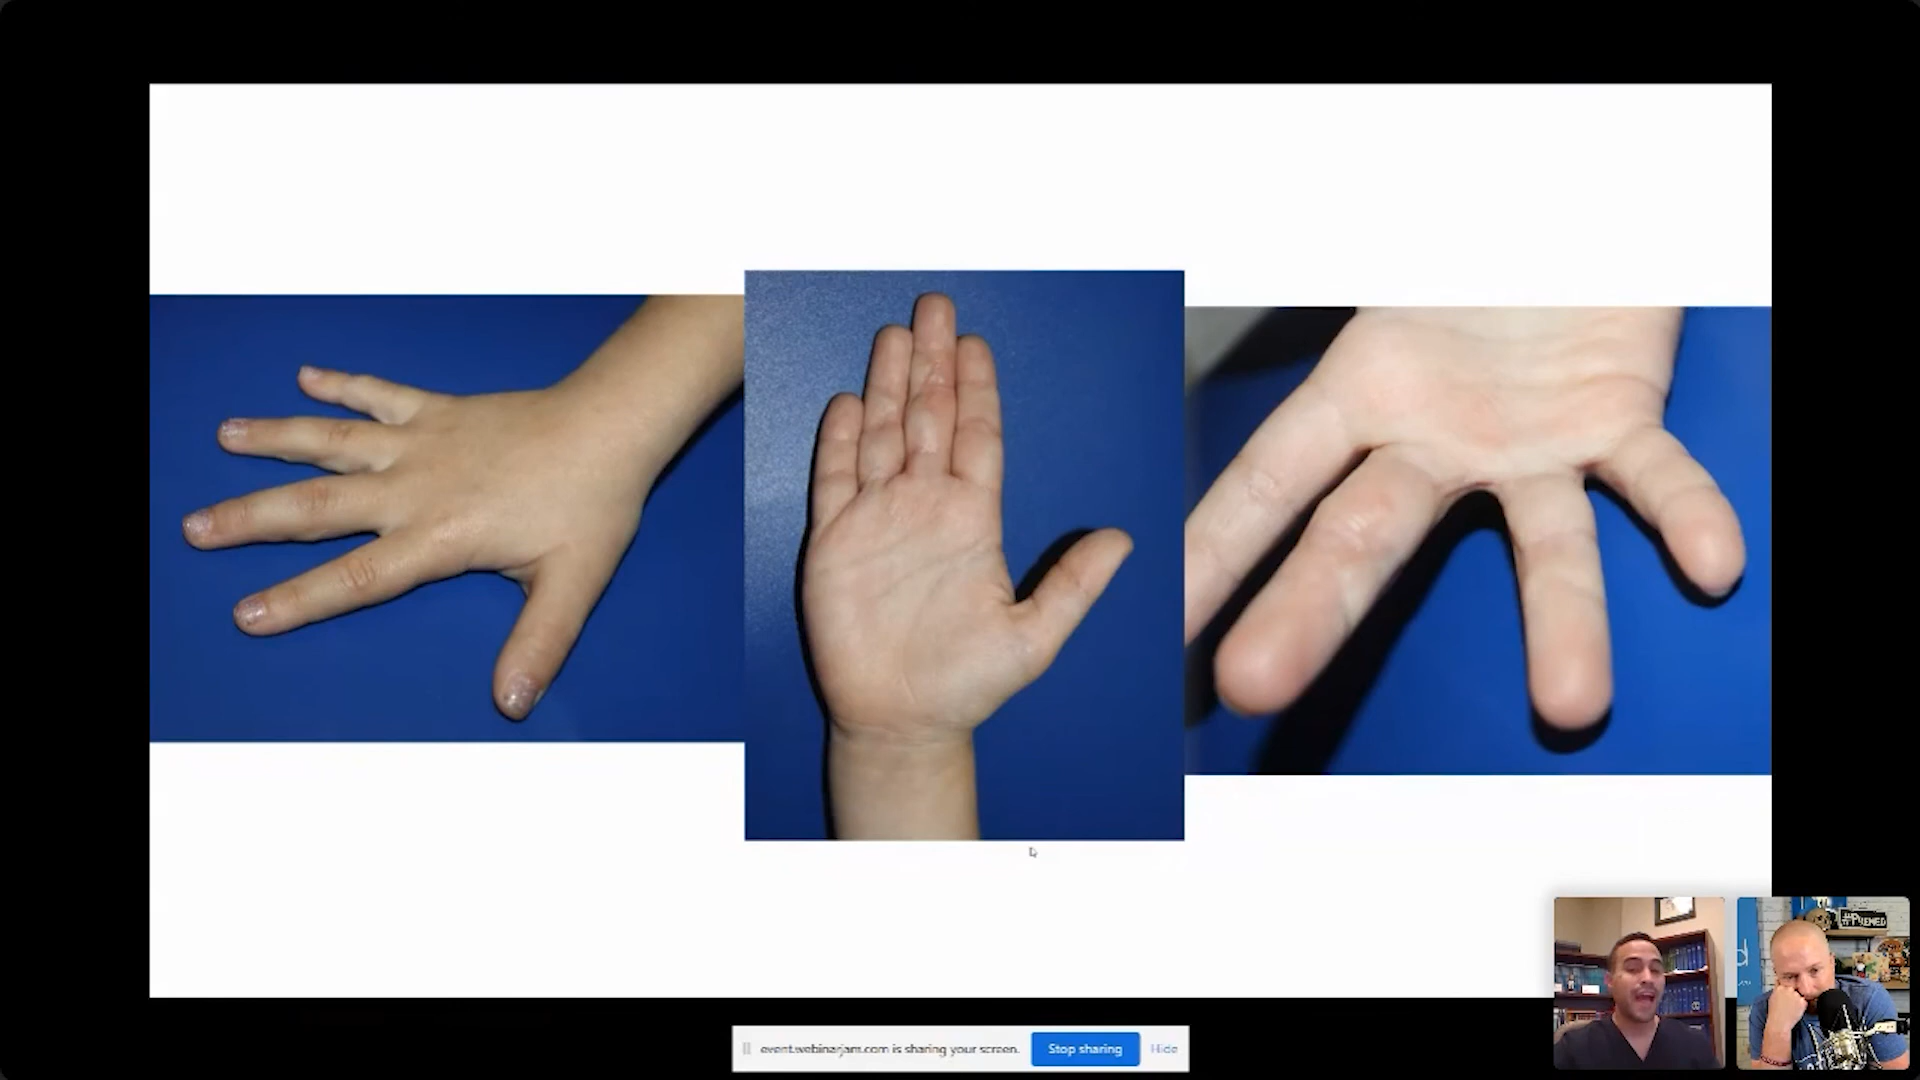 #PREMED
d
event.webinarjam.com is sharing your screen.
Stop sharing
Hide